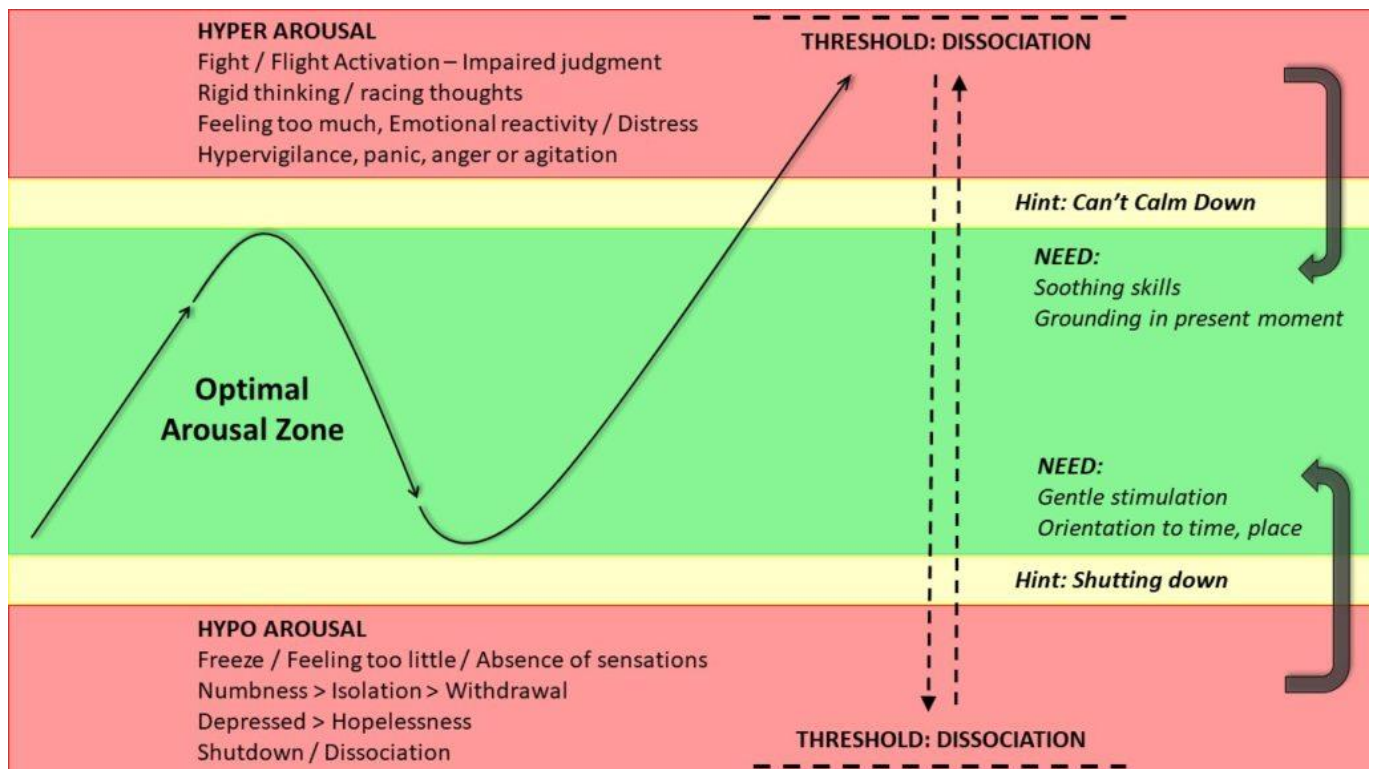 HYPER AROUSAL
Fight / Flight Activation – Impaired judgment
Rigid thinking / racing thoughts
Feeling too much, Emotional reactivity / Distress
Hypervigilance, panic, anger or agitation
THRESHOLD: DISSOCIATION
Hint: Can't Calm Down
NEED:
Soothing skills
Grounding in present moment
Optimal
Arousal Zone
NEED:
Gentle stimulation
Orientation to time, place
Hint: Shutting down
HYPO AROUSAL
Freeze / Feeling too little / Absence of sensations
Numbness > Isolation > Withdrawal
Depressed > Hopelessness
Shutdown / Dissociation
THRESHOLD: DISSOCIATION